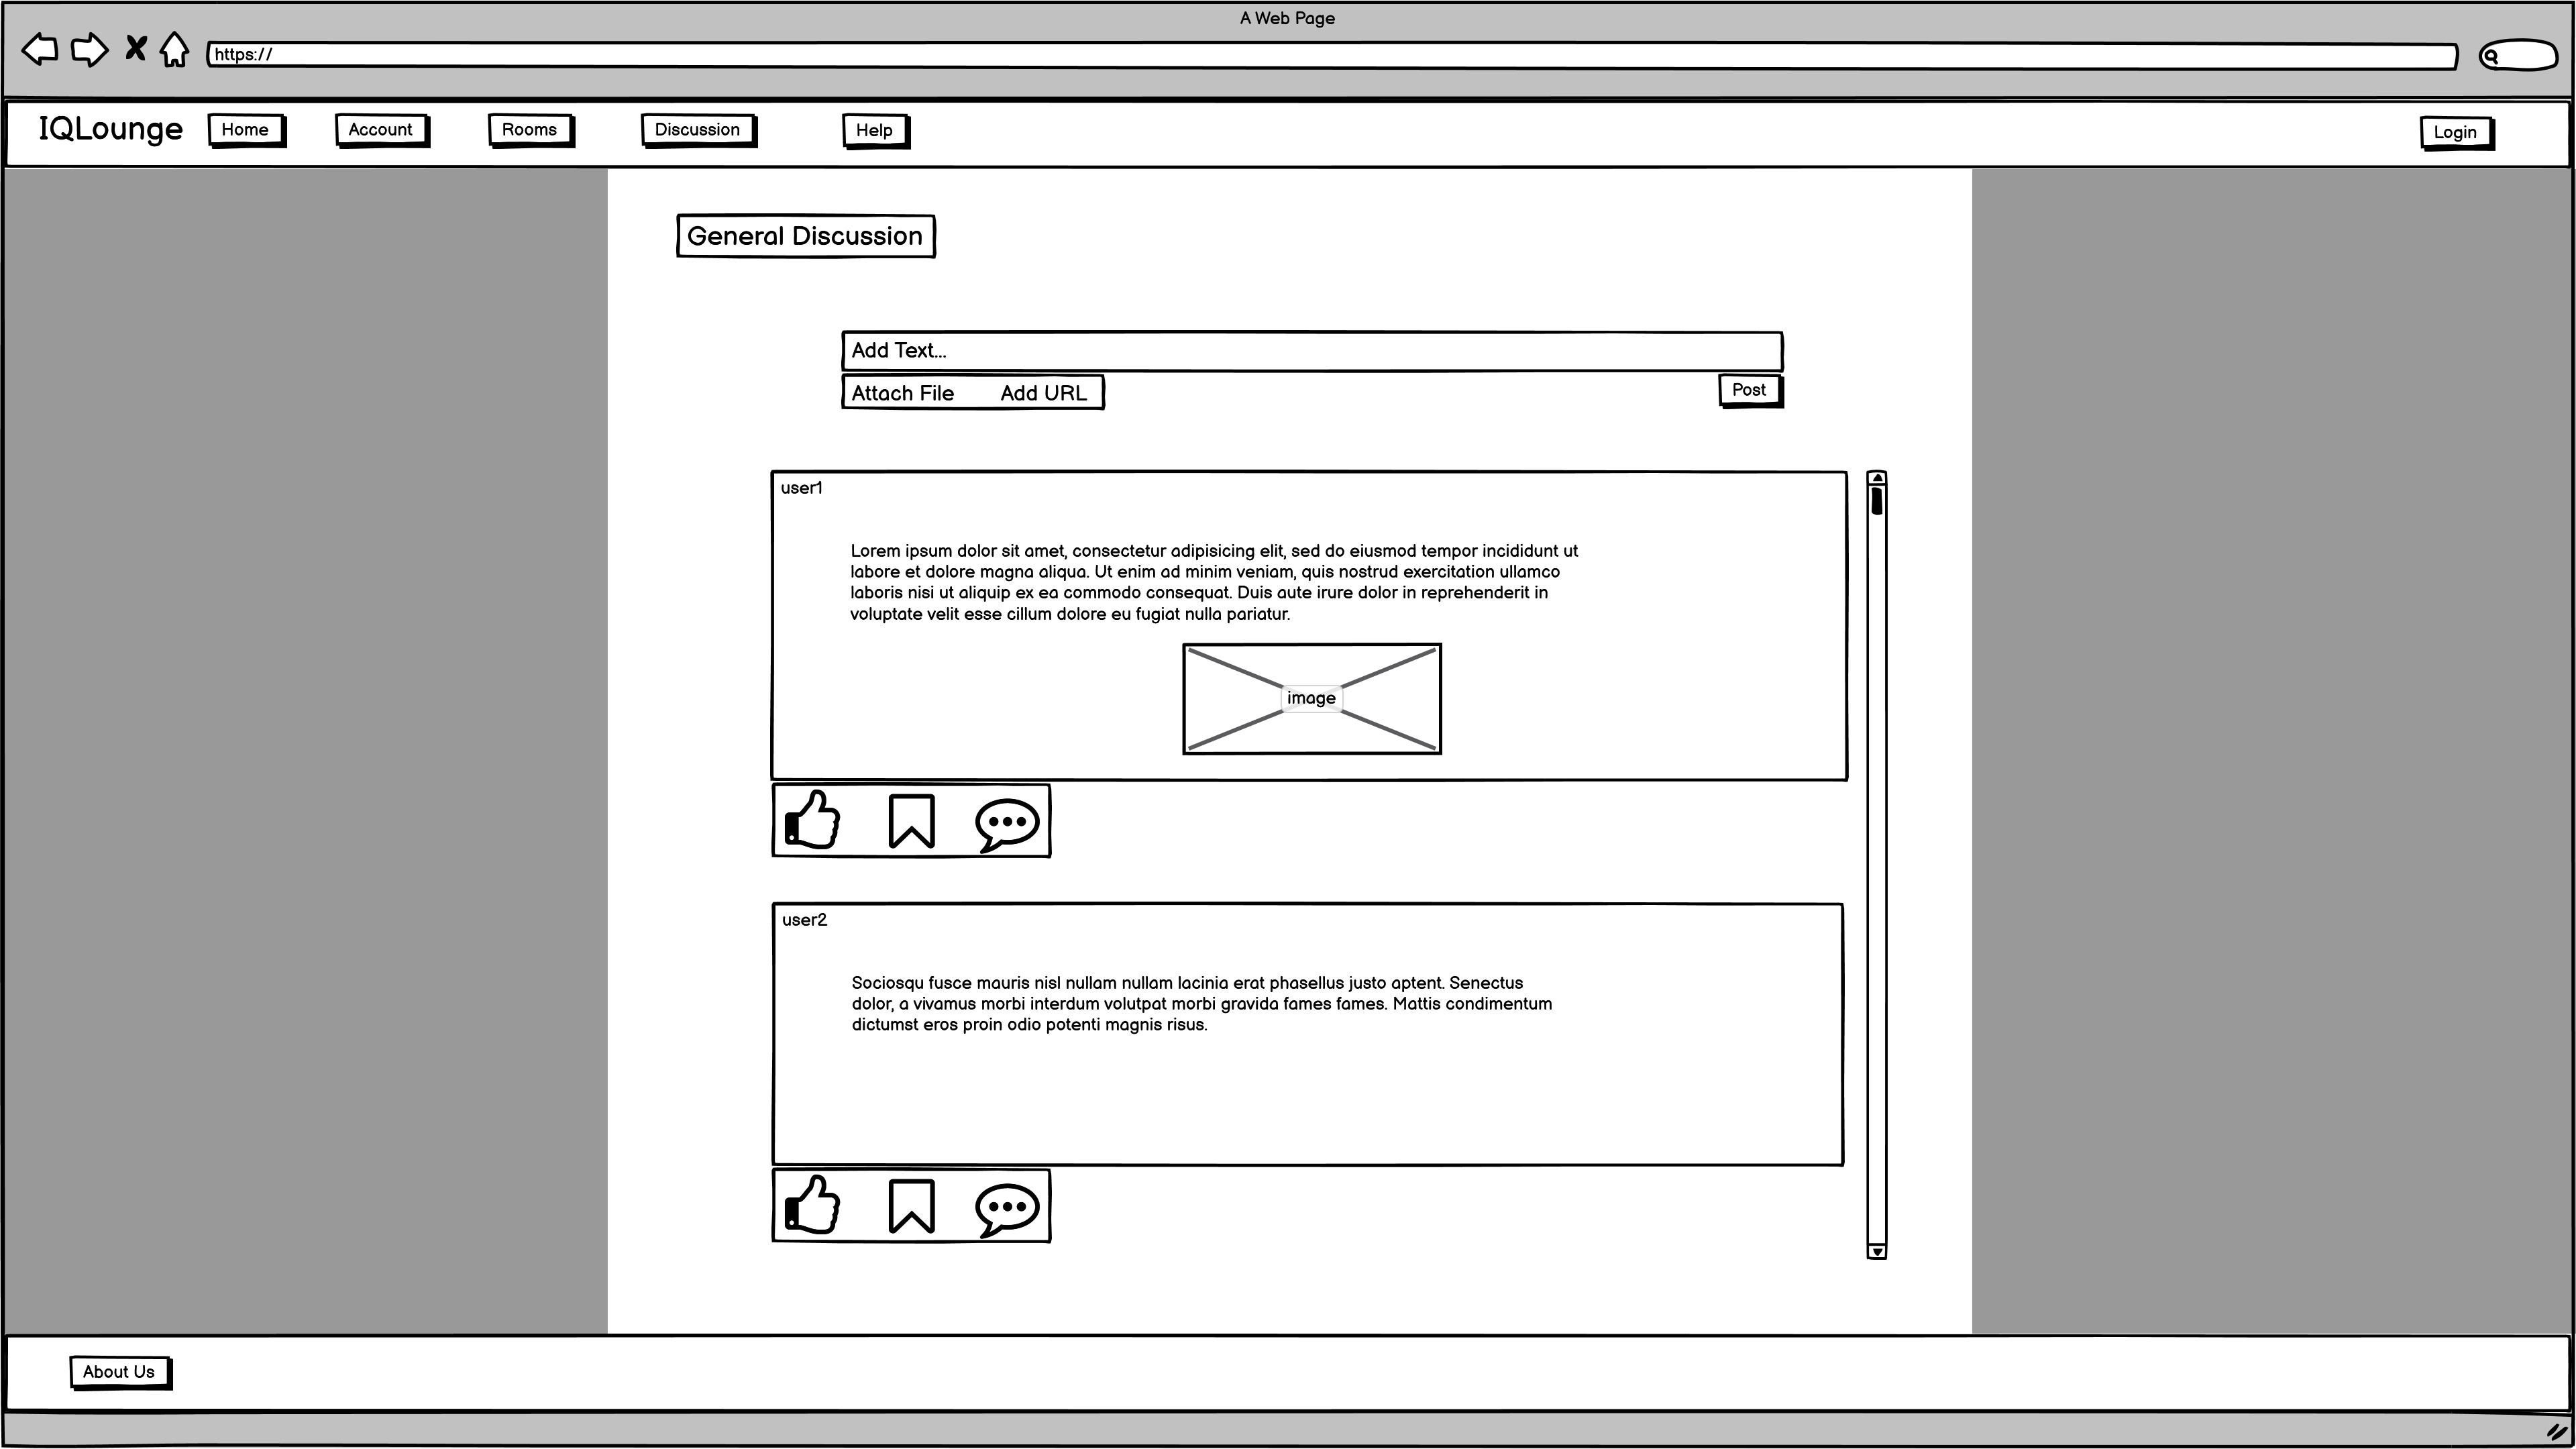 A Web Page
https://
IQLounge Home Account Rooms Discussion Help Login
General Discussion
Add Text...
Attach File Add URL Post
user1
Lorem ipsum dolor sit amet, consectetur adipisicing elit, sed do eiusmod tempor incididunt ut
labore et dolore magna aliqua. Ut enim ad minim veniam, quis nostrud exercitation ullamco
laboris nisi ut aliquip ex ea commodo consequat. Duis aute irure dolor in reprehenderit in
voluptate velit esse cillum dolore eu fugiat nulla pariatur.
image
user2
Sociosqu fusce mauris nisl nullam nullam lacinia erat phasellus justo aptent. Senectus
dolor, a vivamus morbi interdum volutpat morbi gravida fames fames. Mattis condimentum
dictumst eros proin odio potenti magnis risus.
About Us